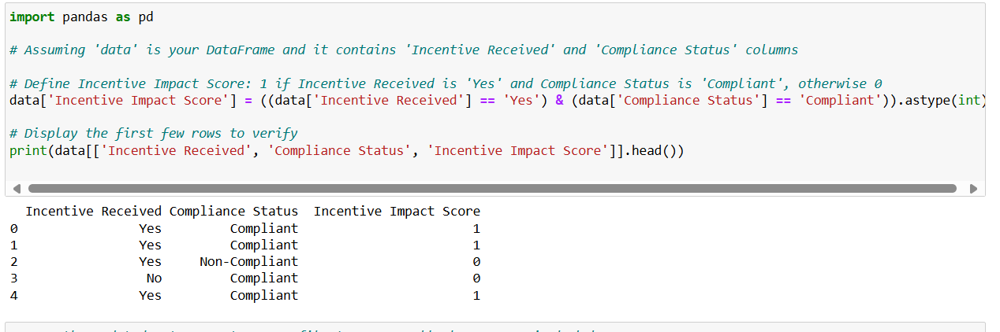 import pandas as pd
# Assuming 'data' is your DataFrame and it contains 'Incentive Received' and 'Compliance Status' columns
# Define Incentive Impact Score: 1 if Incentive Received is 'Yes' and Compliance Status is 'Compliant', otherwise 0
data['Incentive Impact Score'] = ((data['Incentive Received'] == 'Yes') & (data['Compliance Status'] == 'Compliant')).astype(int)
# Display the first few rows to verify
print(data[['Incentive Received', 'Compliance Status', 'Incentive Impact Score']].head())
Incentive Received Compliance Status Incentive Impact Score
0 Yes Compliant 1
1 Yes Compliant 1
2 Yes Non-Compliant 0
3 No Compliant 0
4 Yes Compliant 1